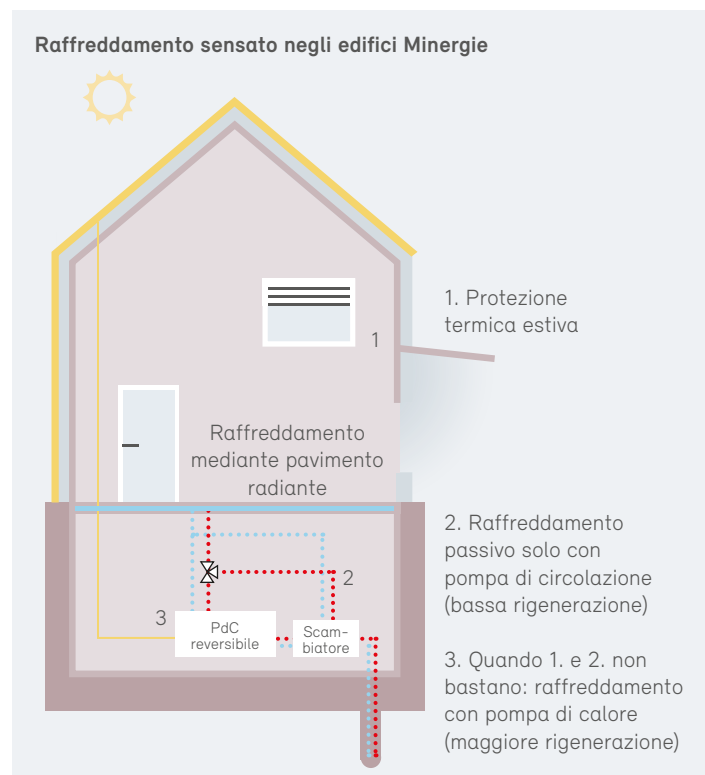 Raffreddamento sensato negli edifici Minergie
1. Protezione
termica estiva
1
Raffreddamento
mediante pavimento
radiante
2. Raffreddamento
passivo solo con
pompa di circolazione
(bassa rigenerazione)
2
3
PdC
reversibile
Scam-
biatore
3. Quando 1. e 2. non
bastano: raffreddamento
con pompa di calore
(maggiore rigenerazione)